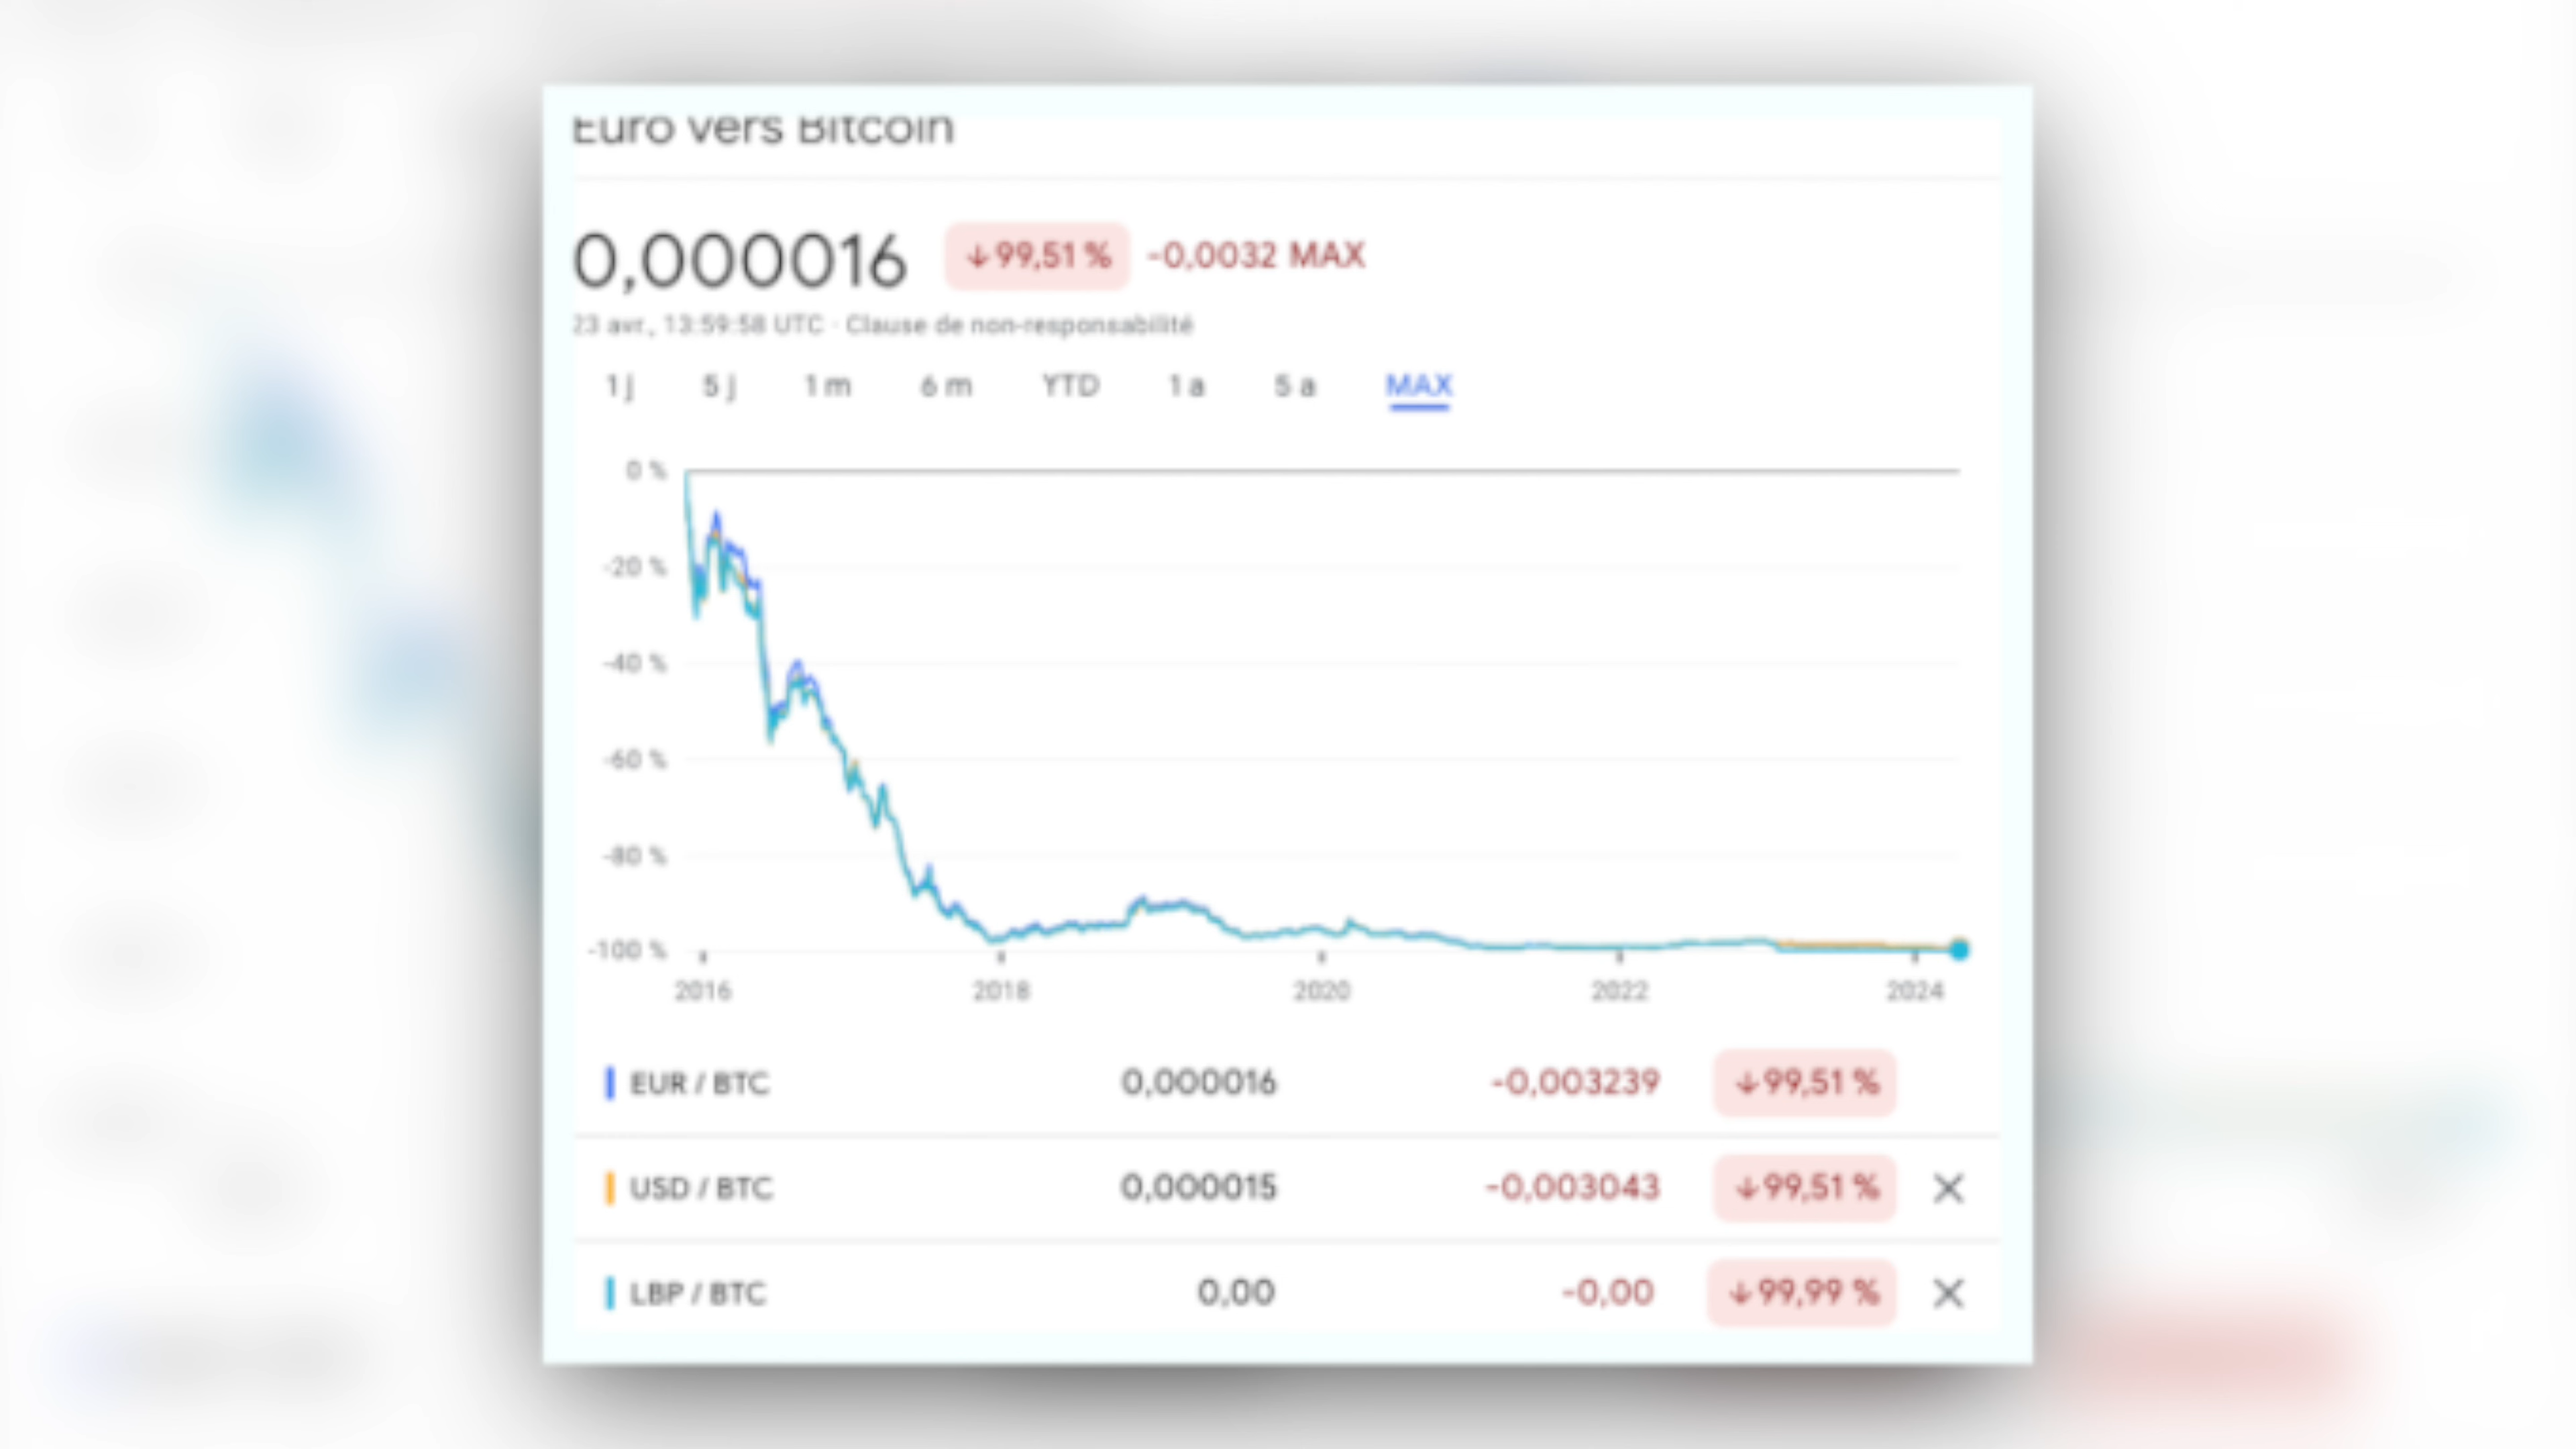 Euro vers Bitcoin
0,000016 ↓99,51 % -0,0032 MAX
23 avr., 13:59:58 UTC · Clause de non-responsabilité
1 j 5 j 1 m 6 m YTD 1 a 5 a MAX
0 %
-20 %
-40 %
-60 %
-80 %
-100 %
2016 2018 2020 2022 2024
EUR / BTC 0,000016 -0,003239 ↓99,51 %
USD / BTC 0,000015 -0,003043 ↓99,51 %
LBP / BTC 0,00 -0,00 ↓99,99 %